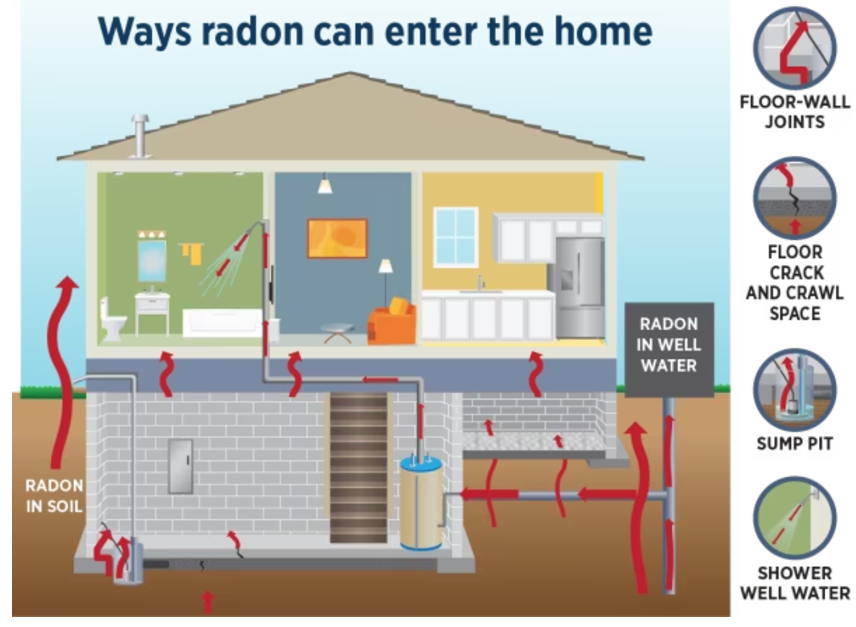 Ways radon can enter the home
FLOOR-WALL
JOINTS
FLOOR
CRACK
AND CRAWL
SPACE
RADON
IN WELL
WATER
SUMP PIT
RADON
IN SOIL
SHOWER
WELL WATER